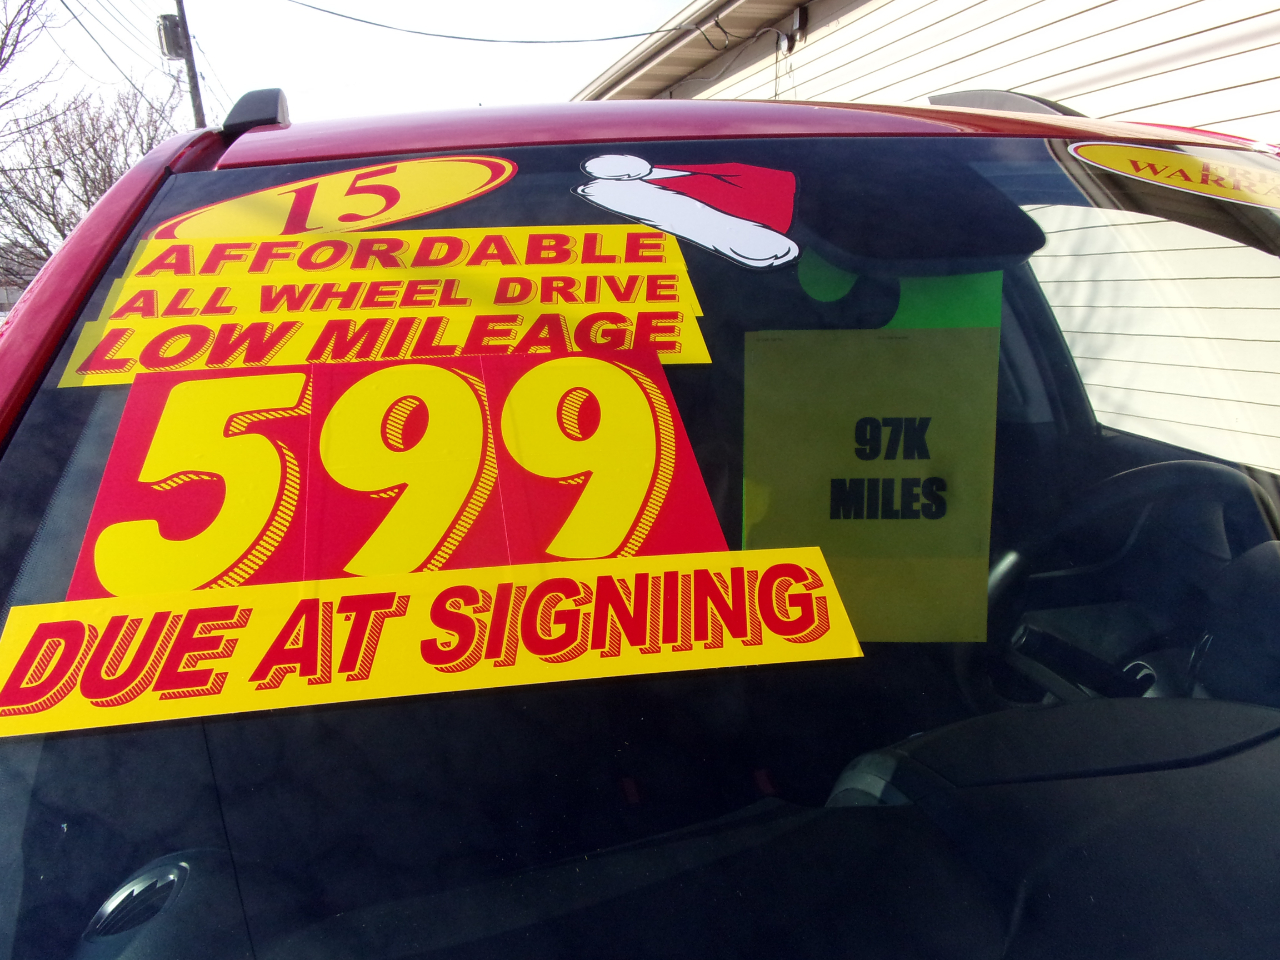 15
AFFORDABLE
ALL WHEEL DRIVE
LOW MILEAGE
599
DUE AT SIGNING
97K
MILES